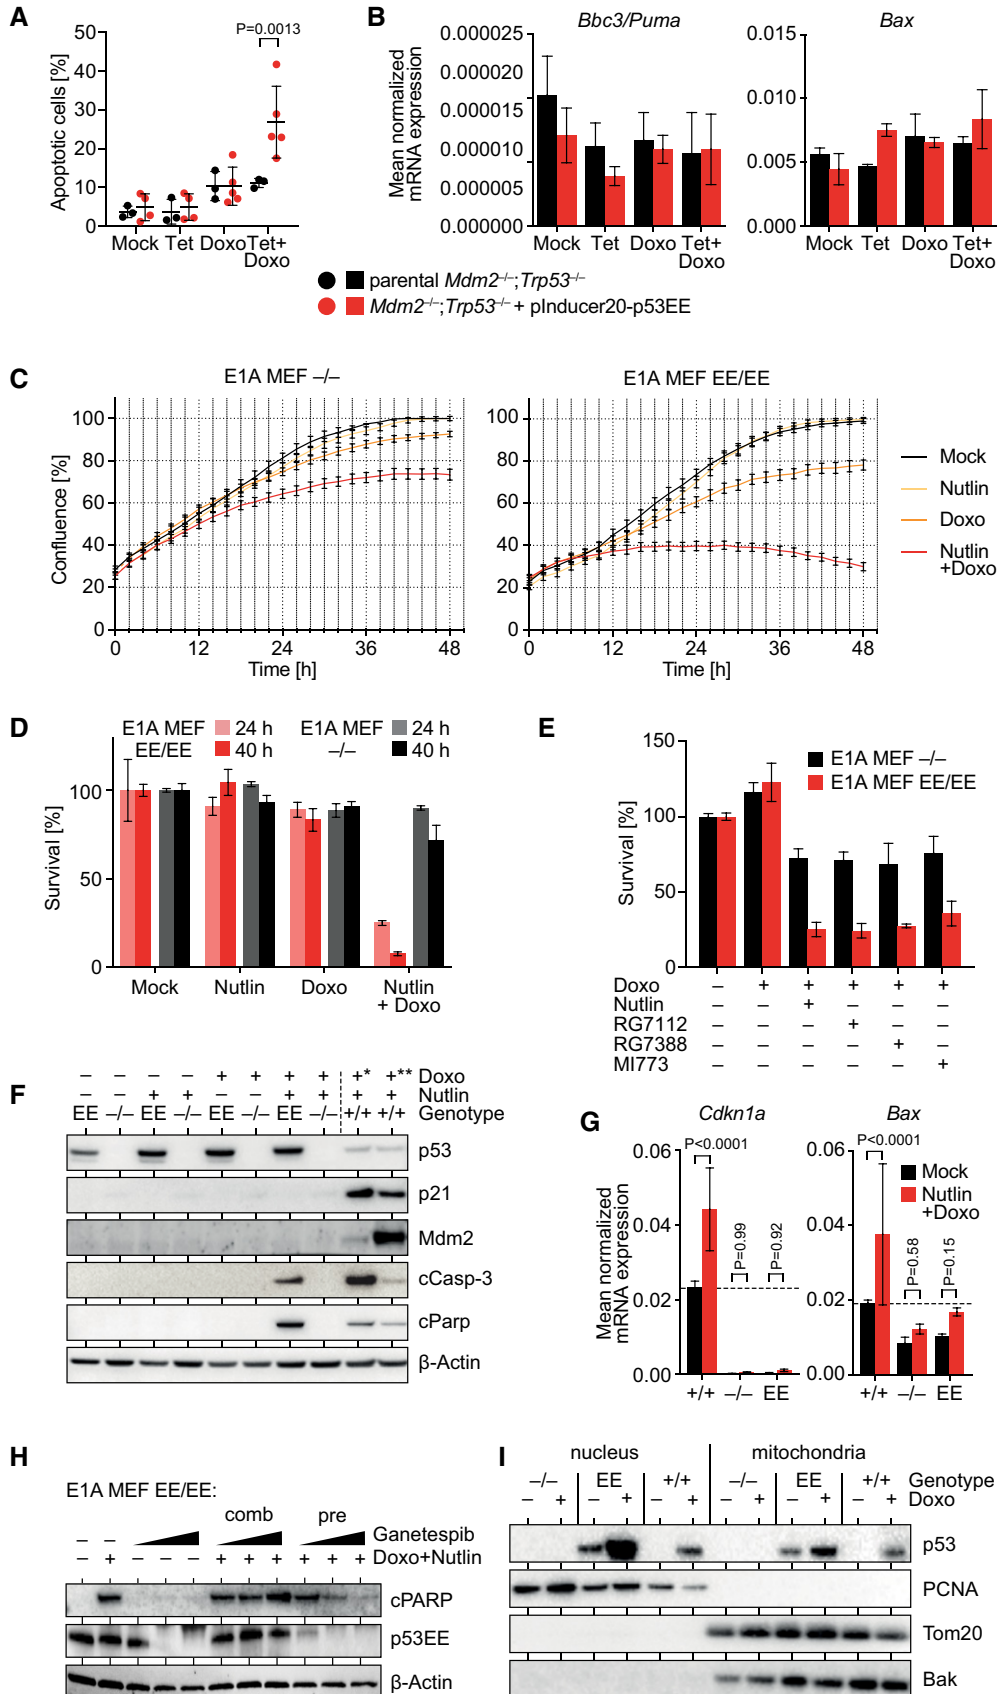 A
Apoptotic cells [%]
50
40
30
20
10
0
P=0.0013
Mock Tet Doxo Tet+
Doxo
B
Bbc3/Puma
Mean normalized
mRNA expression
0.000025
0.000020
0.000015
0.000010
0.000005
0.000000
Mock Tet Doxo Tet+
Doxo
Bax
0.015
0.010
0.005
0.000
Mock Tet Doxo Tet+
Doxo
parental Mdm2–/–;Trp53–/–
Mdm2–/–;Trp53–/– + pInducer20-p53EE
C
E1A MEF –/–
Confluence [%]
100
80
60
40
20
0
0 12 24 36 48
Time [h]
E1A MEF EE/EE
100
80
60
40
20
0
0 12 24 36 48
Time [h]
Mock
Nutlin
Doxo
Nutlin
+Doxo
D
E1A MEF 24 h E1A MEF 24 h
EE/EE 40 h –/– 40 h
Survival [%]
100
50
0
Mock Nutlin Doxo Nutlin
+ Doxo
E
Survival [%]
150
100
50
0
E1A MEF –/–
E1A MEF EE/EE
Doxo – + + + + +
Nutlin – – + – – –
RG7112 – – – + – –
RG7388 – – – – + –
MI773 – – – – – +
F
– – – – + + + + +* +** Doxo
– – + + – – + + + + Nutlin
EE –/– EE –/– EE –/– EE –/– +/+ +/+ Genotype
p53
p21
Mdm2
cCasp-3
cParp
β-Actin
G
Cdkn1a
Mean normalized
mRNA expression
0.06
0.04
0.02
0.00
P<0.0001
P=0.99
P=0.92
+/+ –/– EE
Bax
0.06
0.04
0.02
0.00
P<0.0001
P=0.58
P=0.15
Mock
Nutlin
+Doxo
+/+ –/– EE
H
E1A MEF EE/EE:
comb pre
– – Ganetespib
– + – – – + + + + + + Doxo+Nutlin
cPARP
p53EE
β-Actin
I
nucleus mitochondria
–/– EE +/+ –/– EE +/+ Genotype
– + – + – + – + – + – + Doxo
p53
PCNA
Tom20
Bak